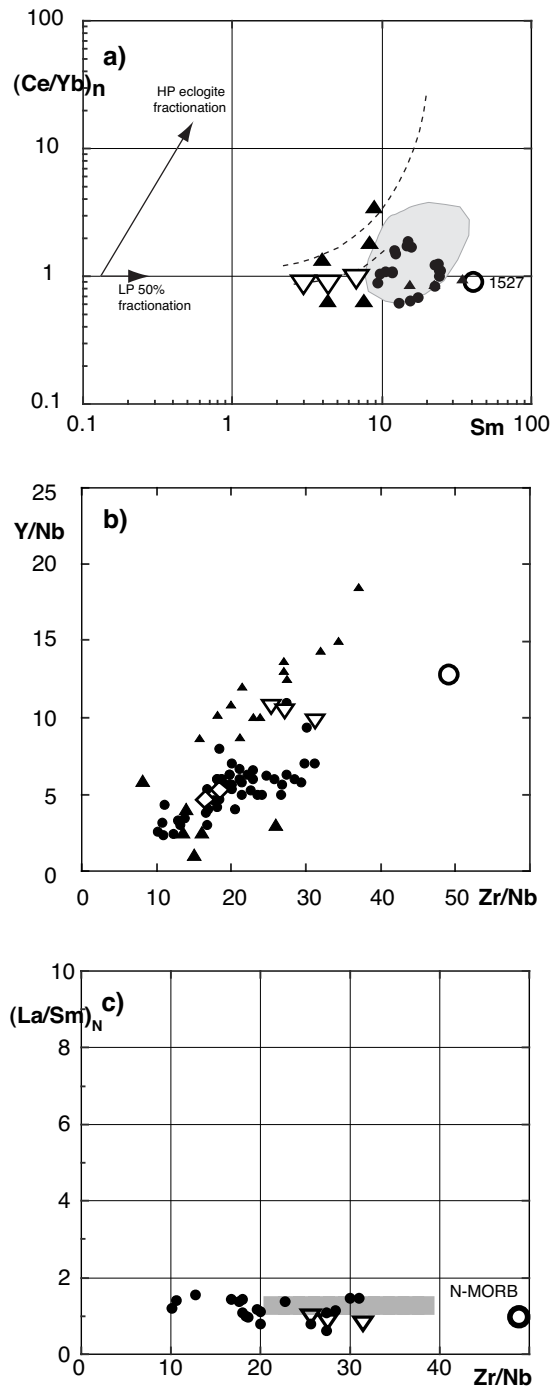 100
a)
(Ce/Yb)n
HP eclogite
fractionation
10
1
LP 50%
fractionation
1527
0.1
0.1 1 10 100
Sm
25
b)
Y/Nb
20
15
10
5
0
0 10 20 30 40 50 Zr/Nb
10
c)
(La/Sm)N
8
6
4
2
N-MORB
0
0 10 20 30 40
Zr/Nb